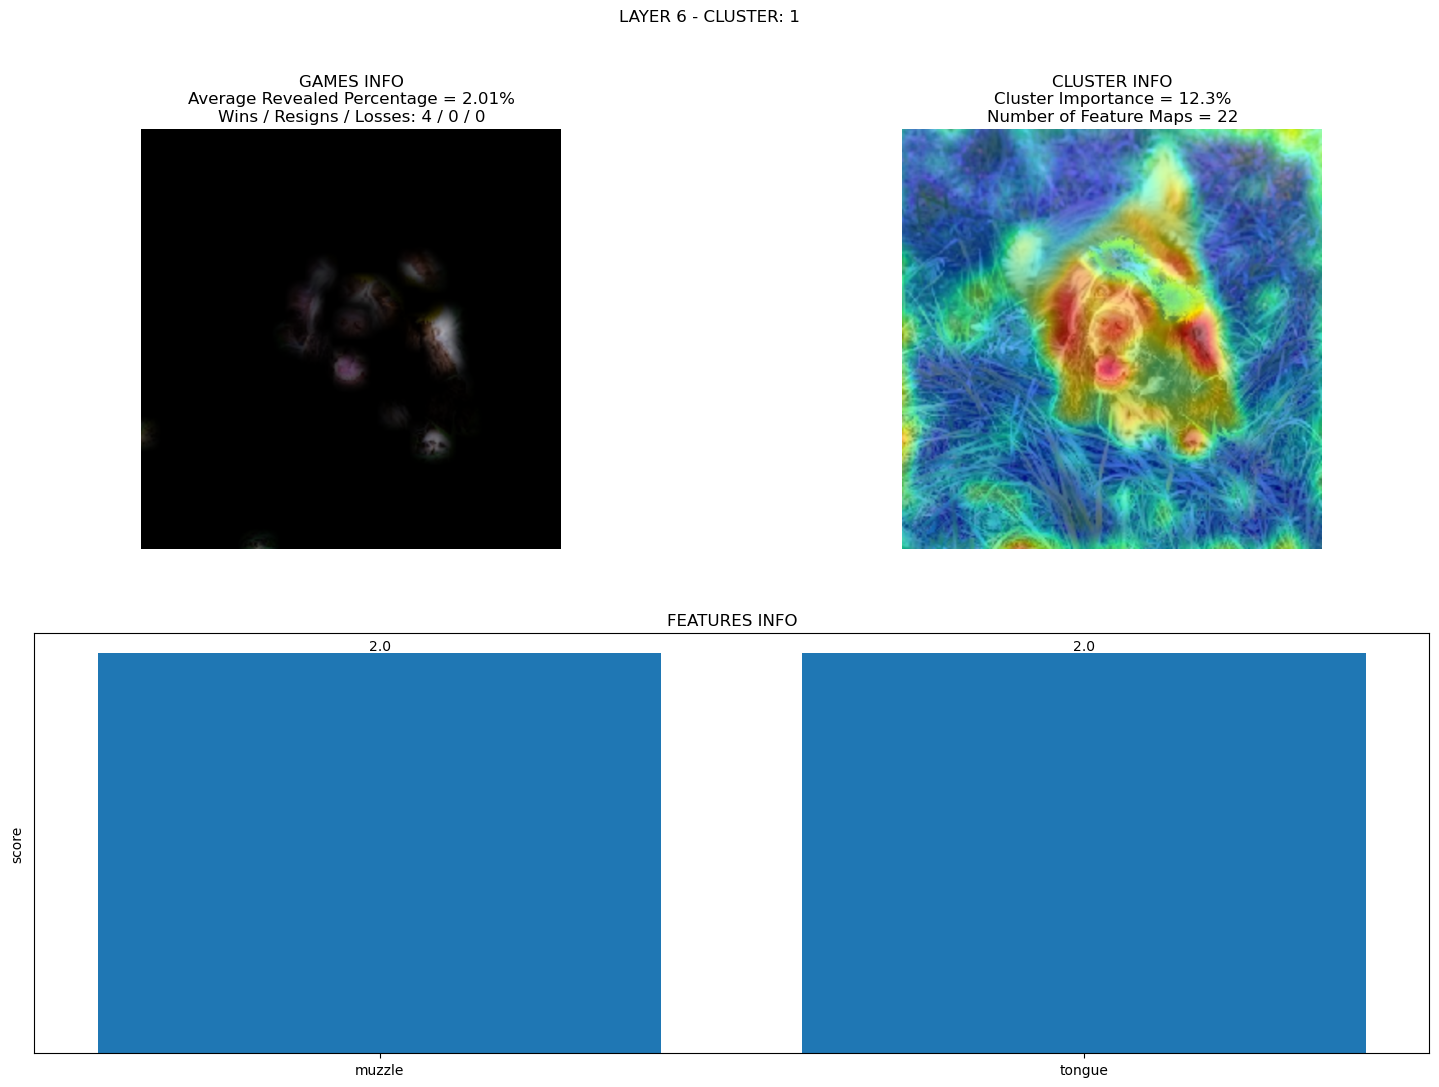 LAYER 6 - CLUSTER: 1
GAMES INFO
Average Revealed Percentage = 2.01%
Wins / Resigns / Losses: 4 / 0 / 0
CLUSTER INFO
Cluster Importance = 12.3%
Number of Feature Maps = 22
FEATURES INFO
2.0
2.0
score
muzzle
tongue